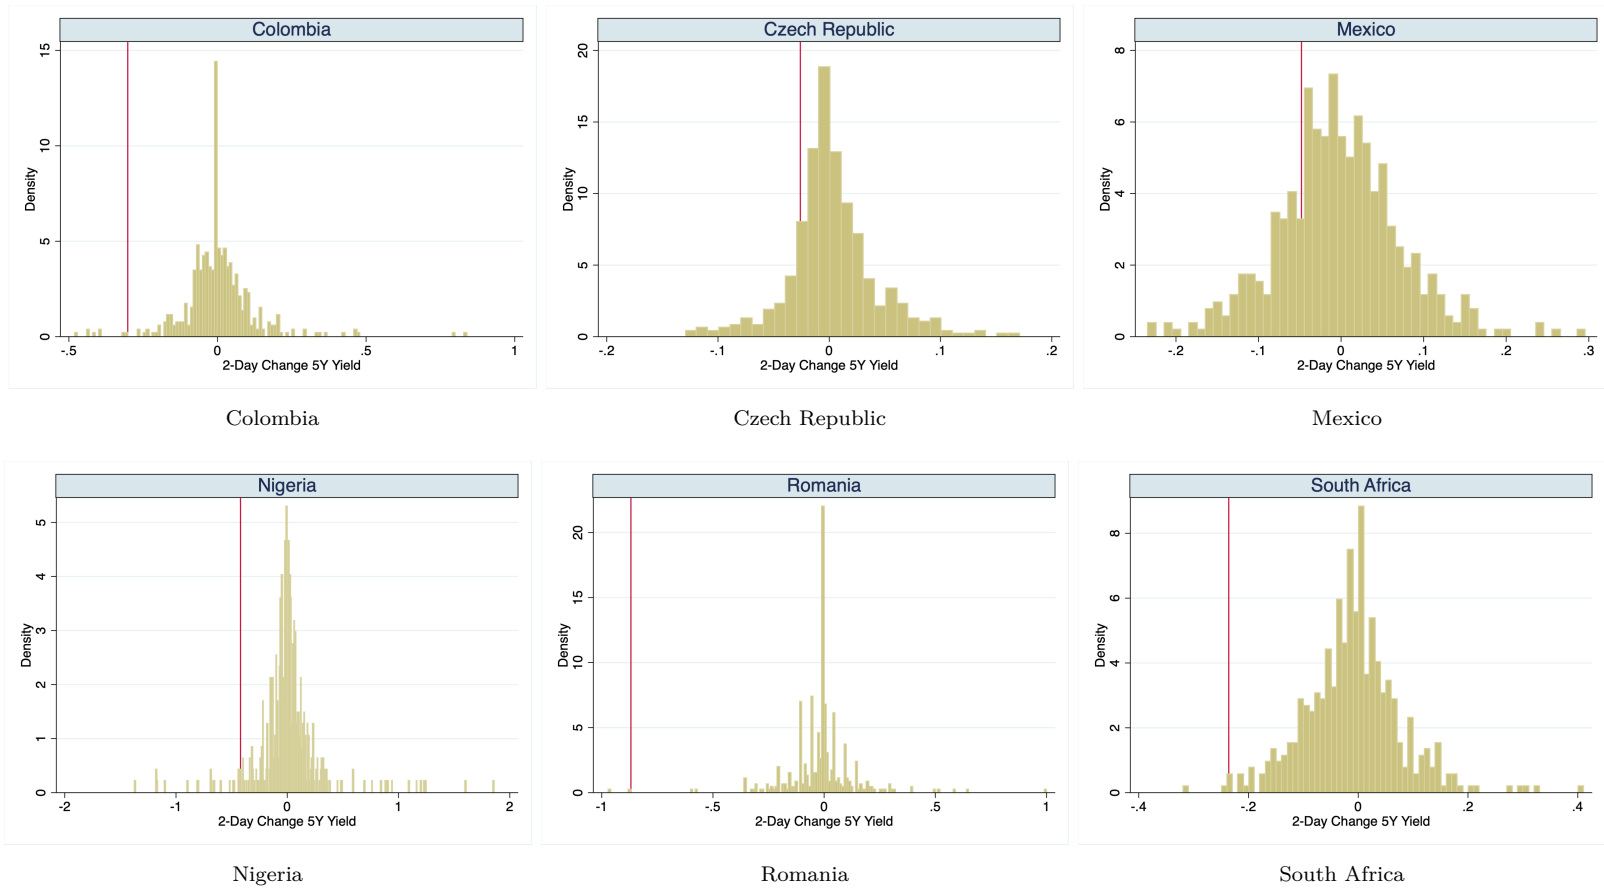 Colombia
15
10
5
0
Density
-.5
0
.5
1
2-Day Change 5Y Yield
Colombia
Czech Republic
20
15
10
5
0
Density
-.2
-.1
0
.1
.2
2-Day Change 5Y Yield
Czech Republic
Mexico
8
6
4
2
0
Density
-.2
-.1
0
.1
.2
.3
2-Day Change 5Y Yield
Mexico
Nigeria
5
4
3
2
1
0
Density
-2
-1
0
1
2
2-Day Change 5Y Yield
Nigeria
Romania
20
15
10
5
0
Density
-1
-.5
0
.5
1
2-Day Change 5Y Yield
Romania
South Africa
8
6
4
2
0
Density
-.4
-.2
0
.2
.4
2-Day Change 5Y Yield
South Africa